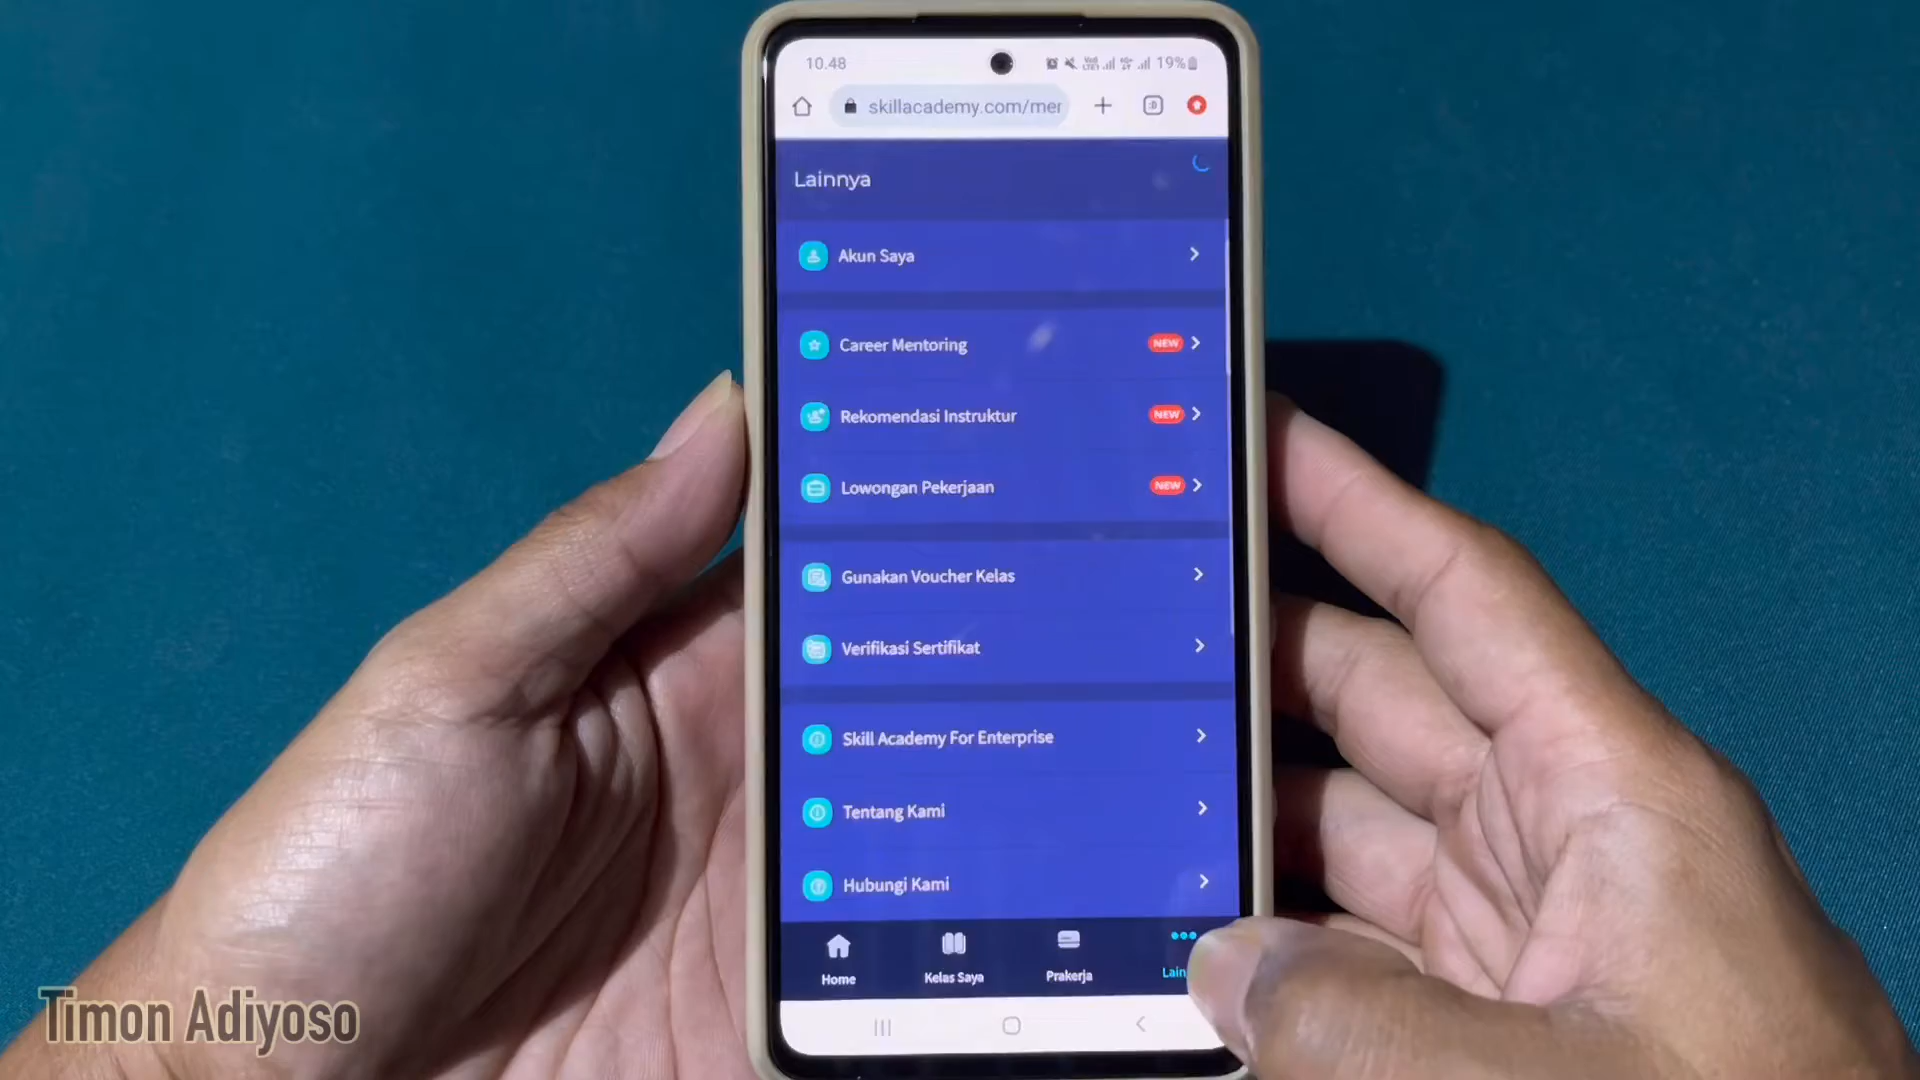 10.48
19%
skillacademy.com/mer
:D
Lainnya
Akun Saya
Career Mentoring NEW
Rekomendasi Instruktur NEW
Lowongan Pekerjaan NEW
Gunakan Voucher Kelas
Verifikasi Sertifikat
Skill Academy For Enterprise
Tentang Kami
Hubungi Kami
Home Kelas Saya Prakerja Lain
Timon Adiyoso